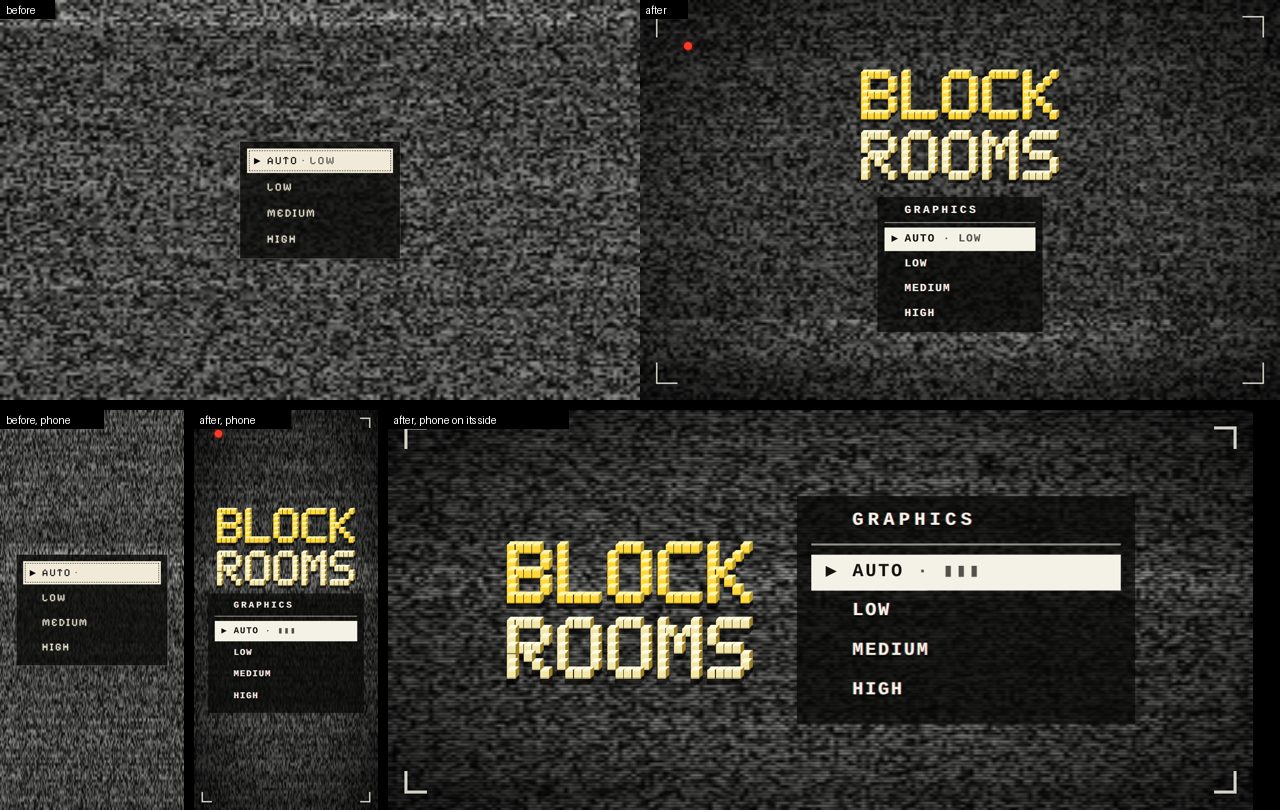 before
AUTO · LOW
LOW
MEDIUM
HIGH
after
BLOCK
ROOMS
GRAPHICS
AUTO · LOW
LOW
MEDIUM
HIGH
before, phone
AUTO ·
LOW
MEDIUM
HIGH
after, phone
BLOCK
ROOMS
GRAPHICS
AUTO ·
LOW
MEDIUM
HIGH
after, phone on its side
BLOCK
ROOMS
GRAPHICS
AUTO ·
LOW
MEDIUM
HIGH